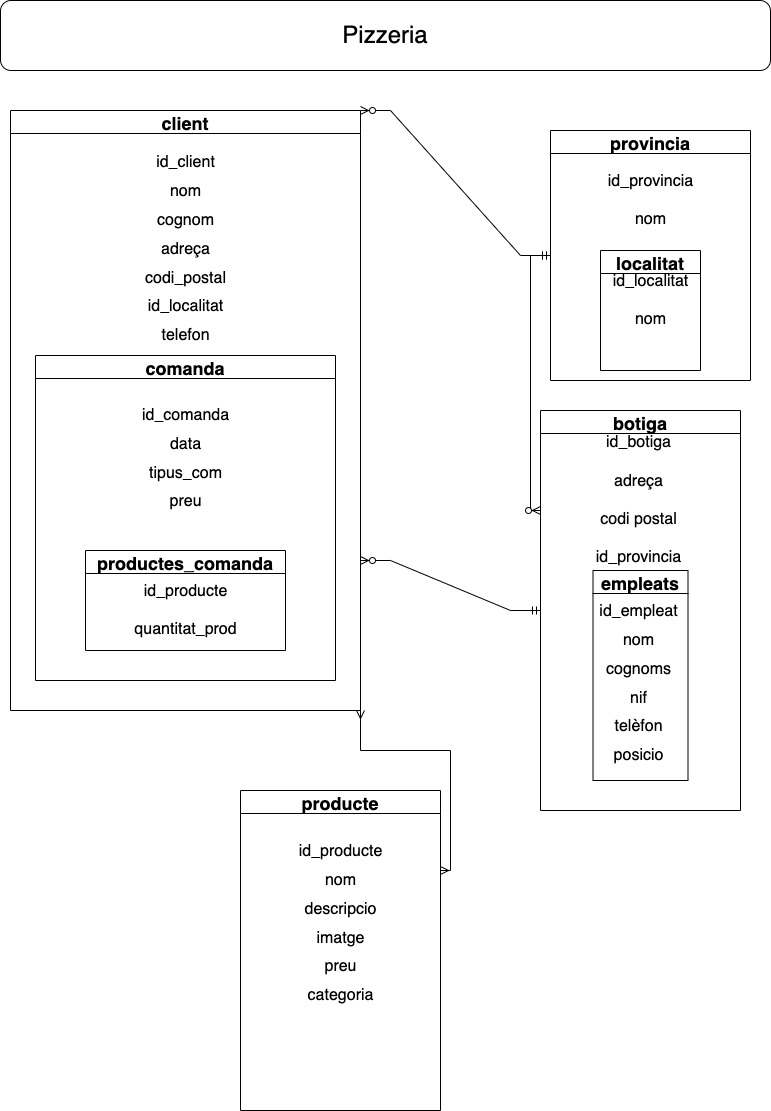 Pizzeria
client
id_client
nom
cognom
adreça
codi_postal
id_localitat
telefon
comanda
id_comanda
data
tipus_com
preu
productes_comanda
id_producte
quantitat_prod
provincia
id_provincia
nom
localitat
id_localitat
nom
botiga
id_botiga
adreça
codi postal
id_provincia
empleats
id_empleat
nom
cognoms
nif
telèfon
posicio
producte
id_producte
nom
descripcio
imatge
preu
categoria